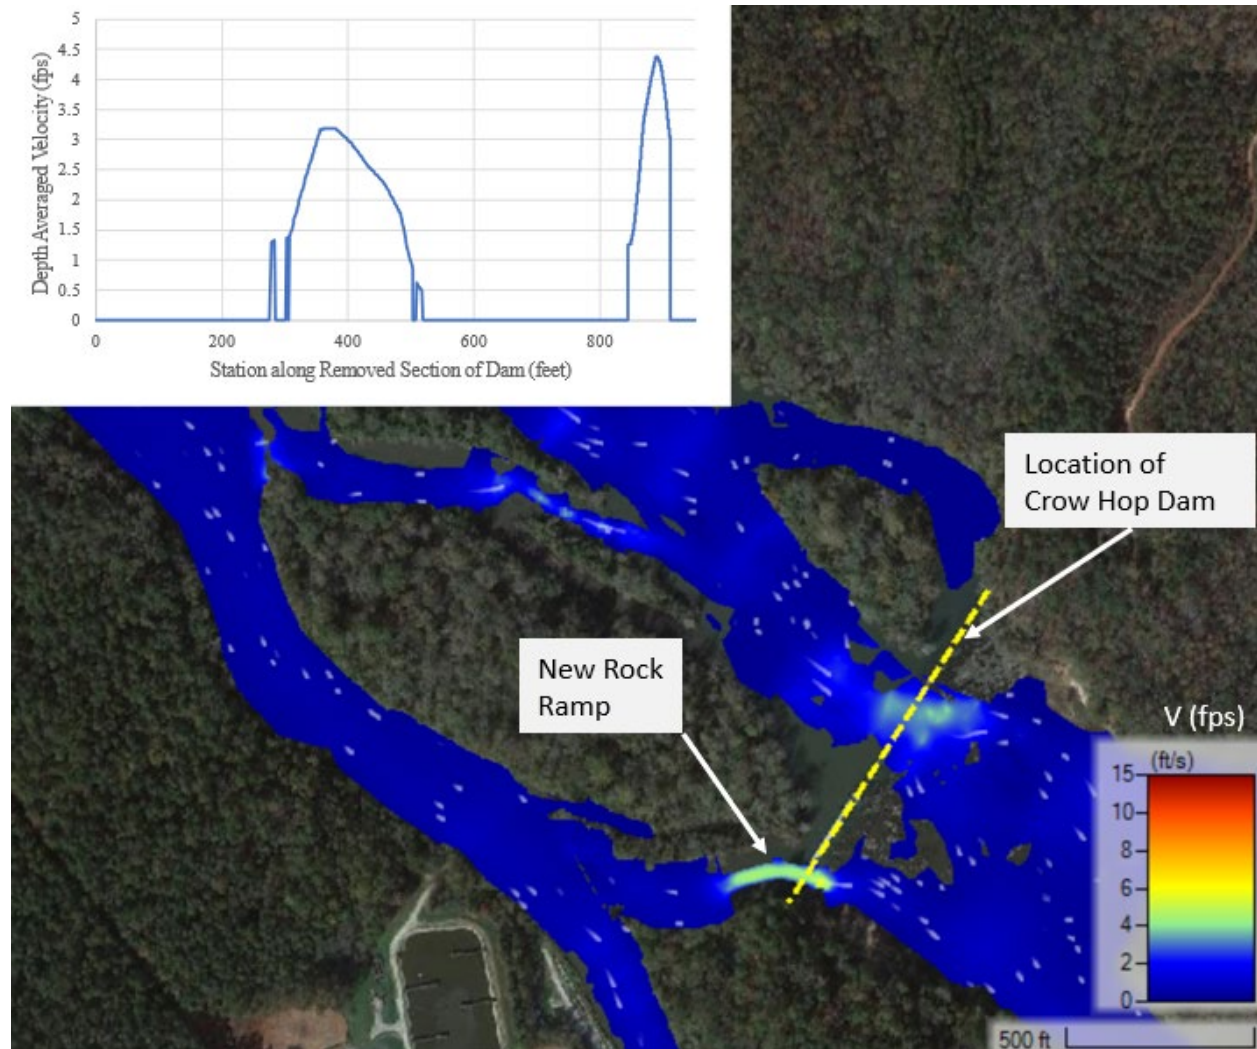 5
4.5
4
3.5
3
2.5
2
1.5
1
0.5
0
Depth Averaged Velocity (fps)
0 200 400 600 800
Station along Removed Section of Dam (feet)
Location of
Crow Hop Dam
New Rock
Ramp
V (fps)
(ft/s)
15
10
8
6
4
2
0
500 ft